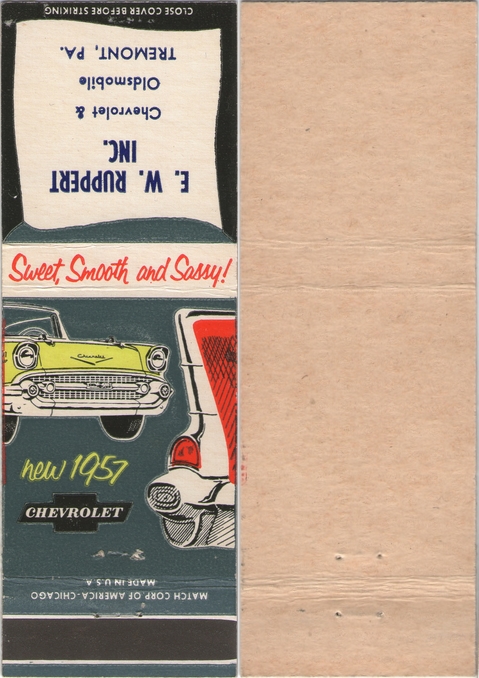 CLOSE COVER BEFORE STRIKING
E. W. RUPPERT
INC.
Chevrolet &
Oldsmobile
TREMONT, PA.
Sweet, Smooth and Sassy!
Chevrolet
new 1957
CHEVROLET
MATCH CORP OF AMERICA-CHICAGO
MADE IN U.S.A